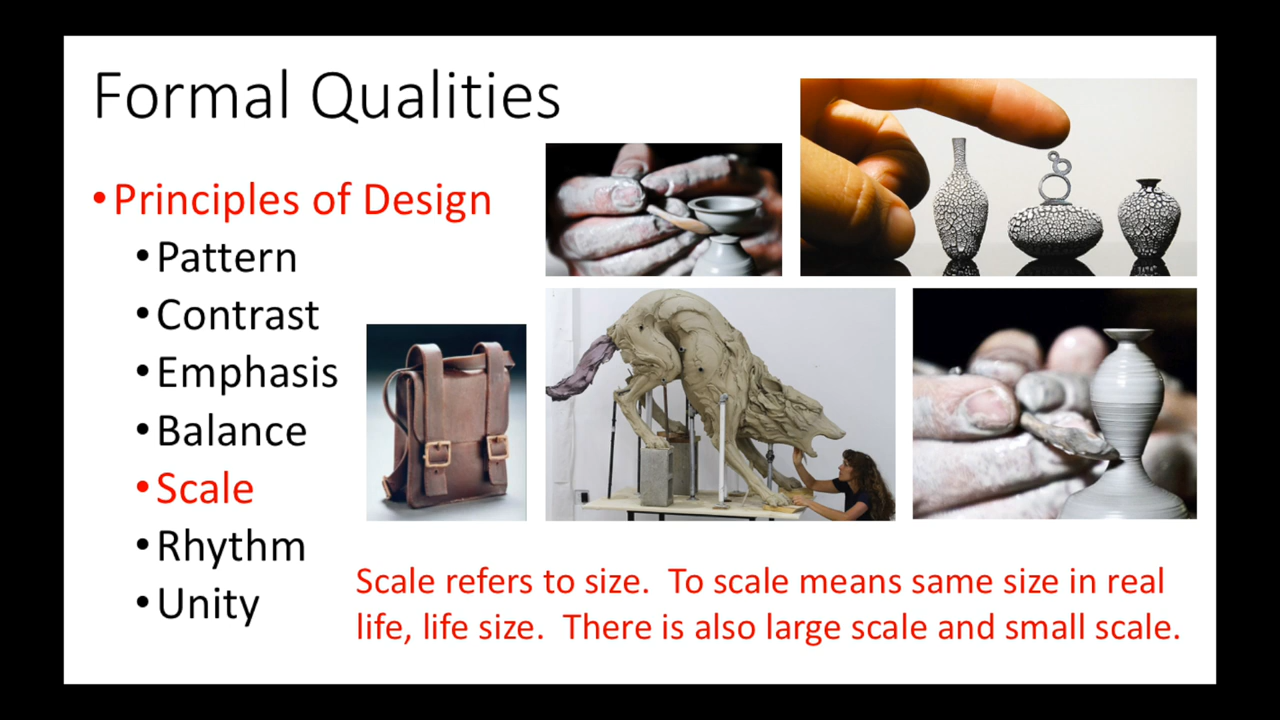 Formal Qualities
•Principles of Design
•Pattern
•Contrast
•Emphasis
•Balance
•Scale
•Rhythm
•Unity
Scale refers to size.  To scale means same size in real
life, life size.  There is also large scale and small scale.